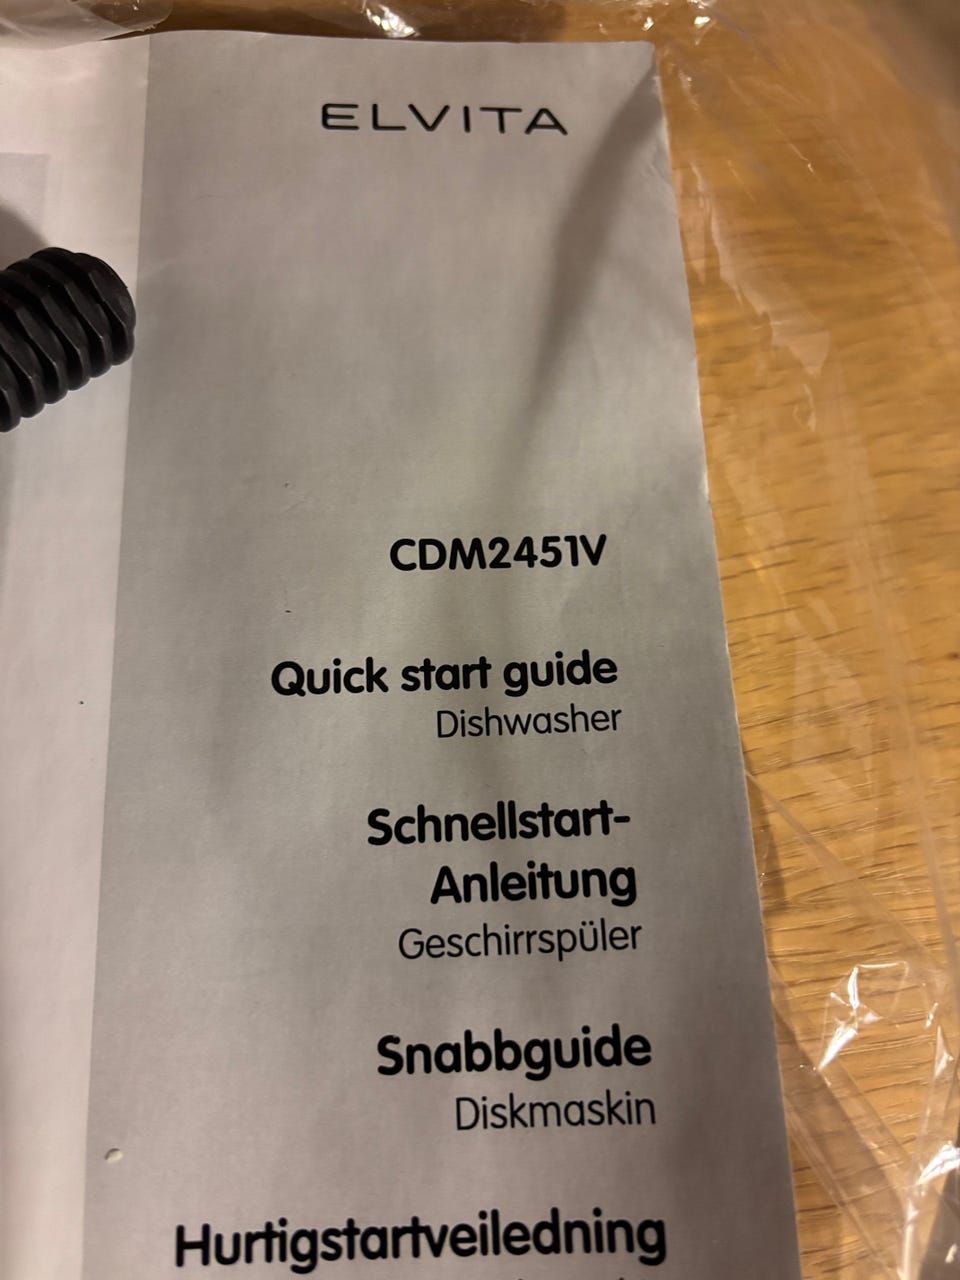 ELVITA
CDM2451V
Quick start guide
Dishwasher
Schnellstart-
Anleitung
Geschirrspüler
Snabbguide
Diskmaskin
Hurtigstartveiledning